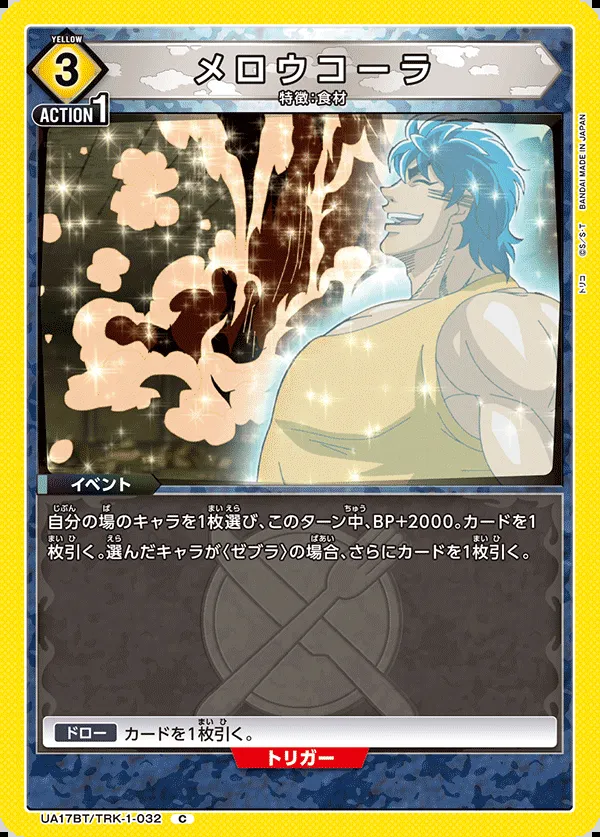 YELLOW
3
ACTION 1
メロウコーラ
特徴:食材
トリコ ©S/S･T BANDAI MADE IN JAPAN
イベント
自分の場のキャラを1枚選び、このターン中、BP+2000。カードを1
枚引く。選んだキャラが〈ゼブラ〉の場合、さらにカードを1枚引く。
ドロー カードを1枚引く。
トリガー
UA17BT/TRK-1-032 C